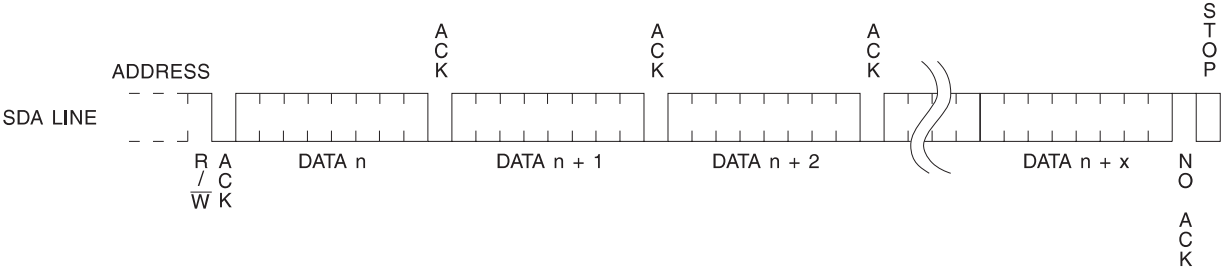 STOP
ACK
ACK
ACK
ADDRESS
SDA LINE
R/W
ACK
DATA n
DATA n + 1
DATA n + 2
DATA n + x
NO ACK